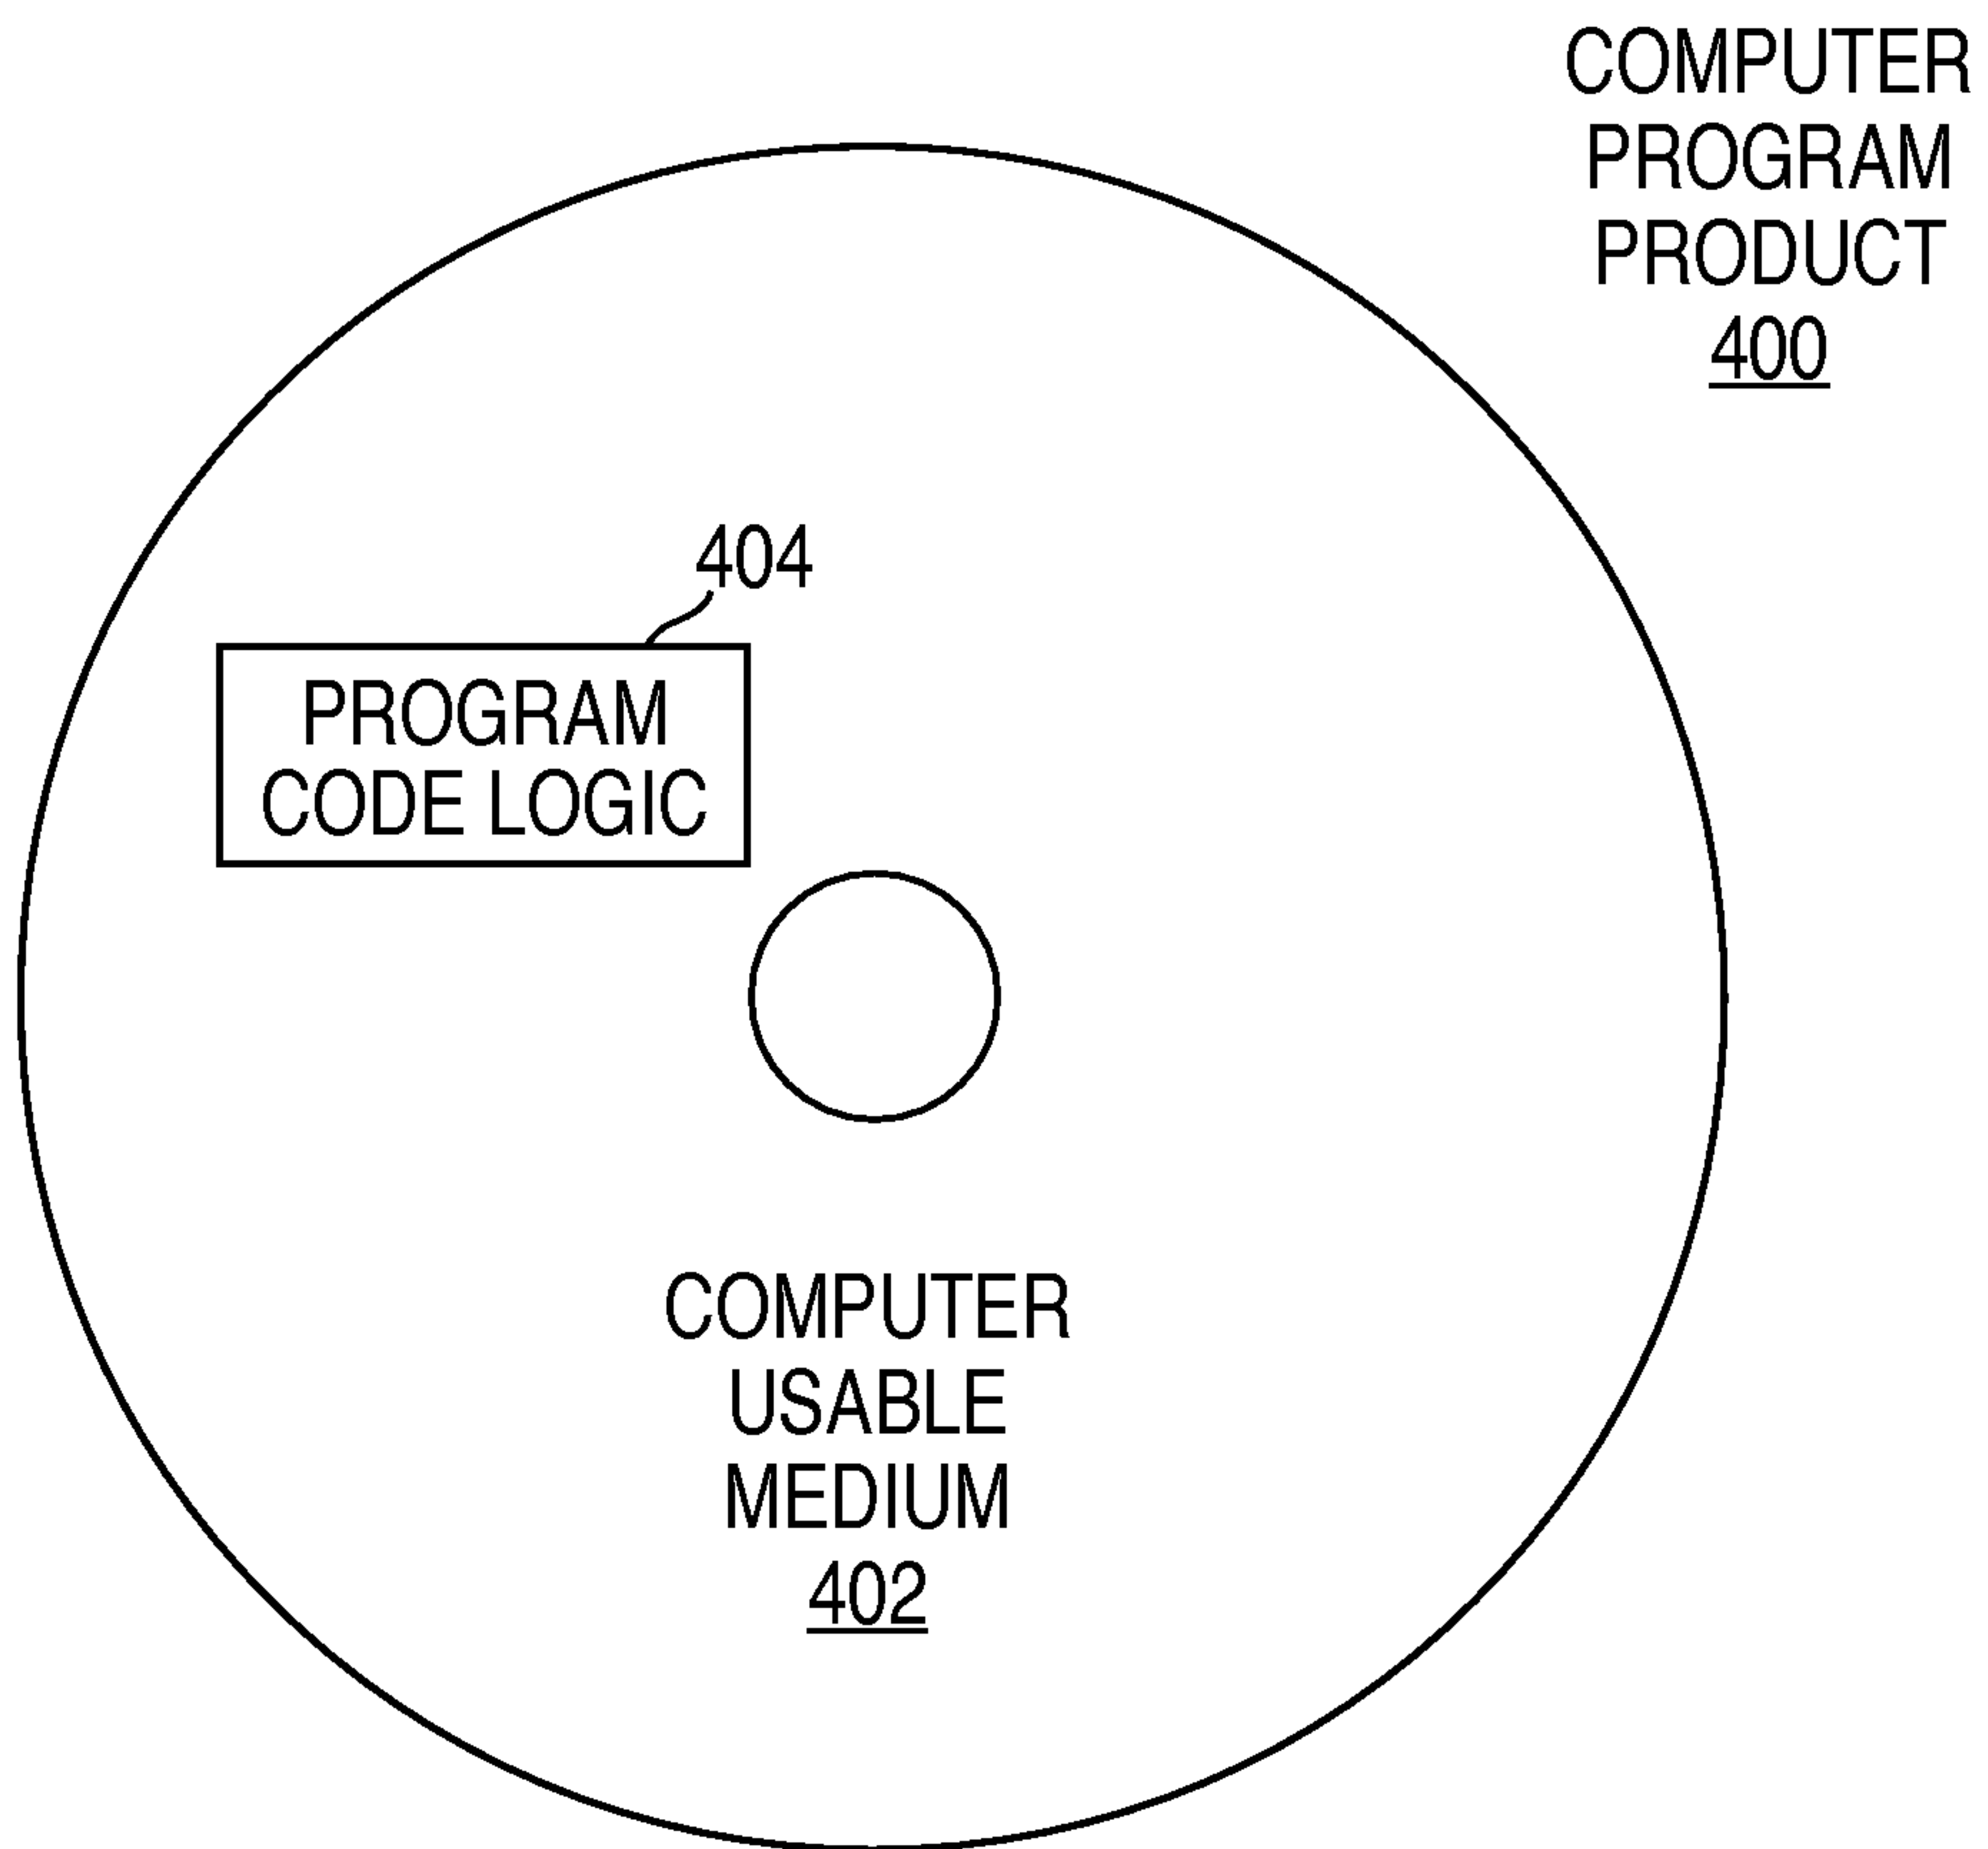 COMPUTER
PROGRAM
PRODUCT
400
404
PROGRAM
CODE LOGIC
COMPUTER
USABLE
MEDIUM
402